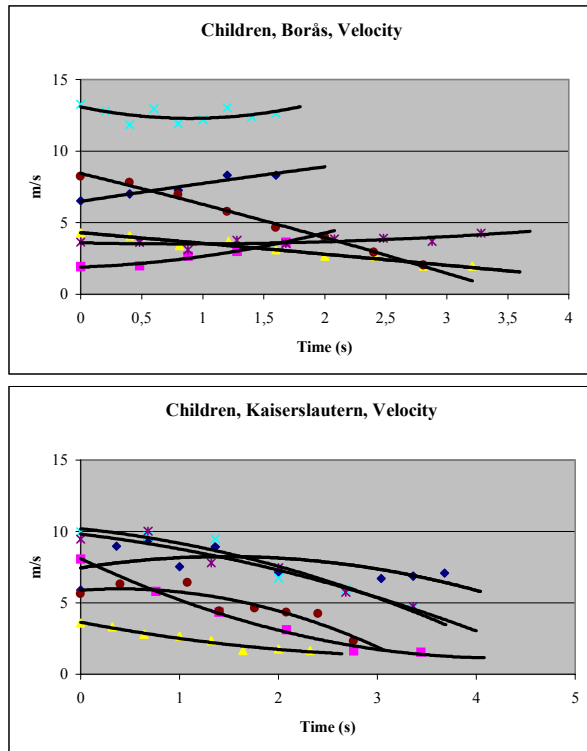 Children, Borås, Velocity
15
10
5
0
m/s
0 0,5 1 1,5 2 2,5 3 3,5 4
Time (s)
Children, Kaiserslautern, Velocity
15
10
5
0
m/s
0 1 2 3 4 5
Time (s)